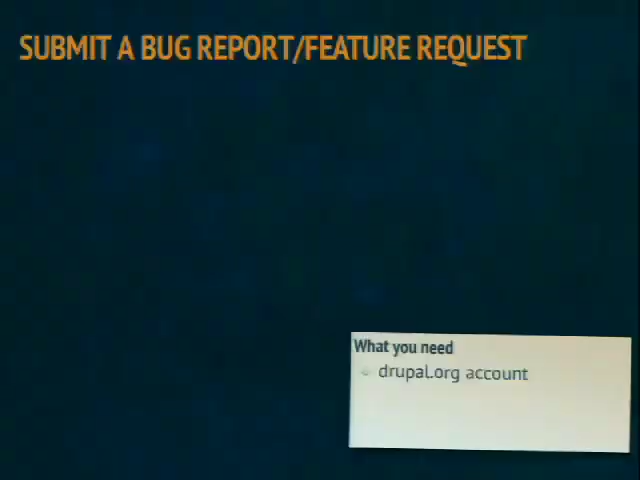 SUBMIT A BUG REPORT/FEATURE REQUEST
What you need
drupal.org account